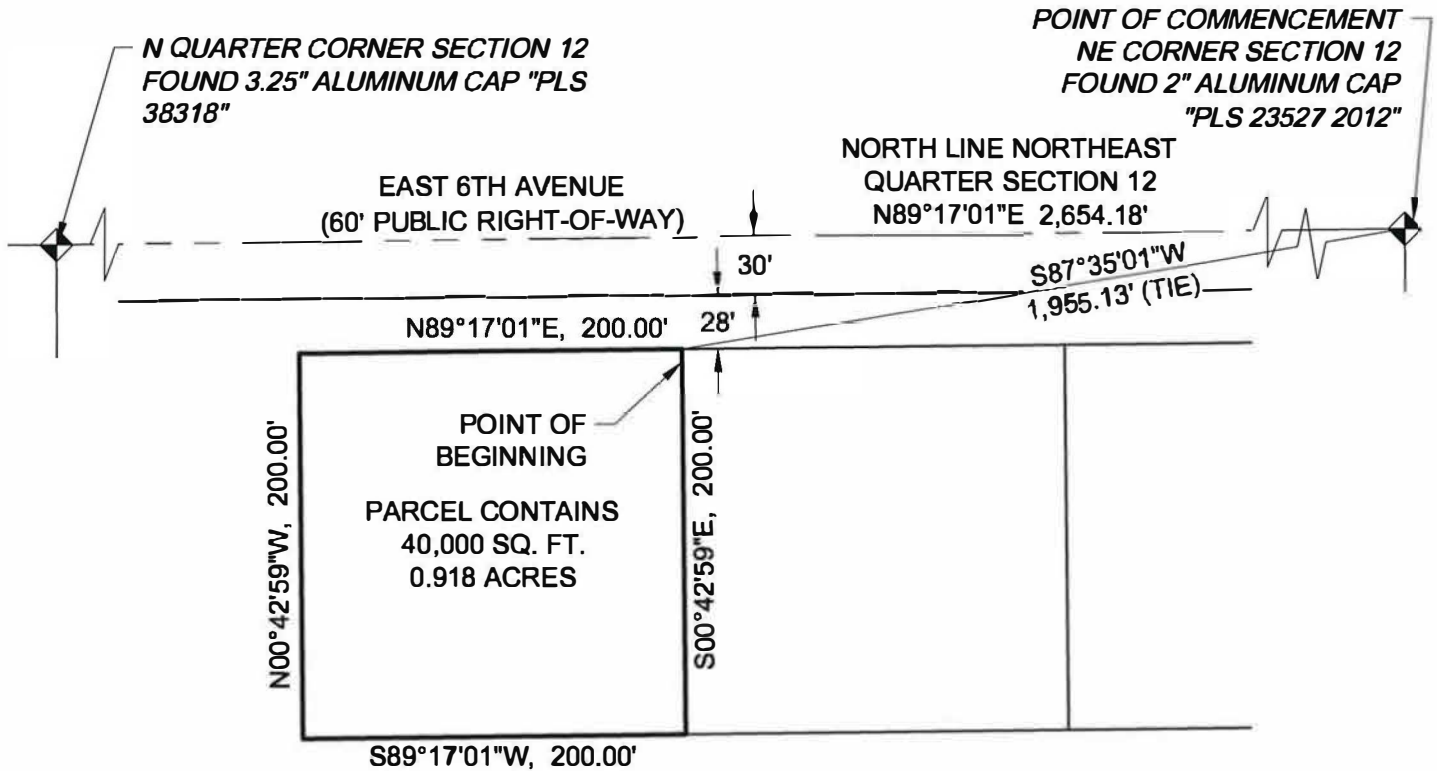 N QUARTER CORNER SECTION 12
FOUND 3.25" ALUMINUM CAP "PLS
38318"
POINT OF COMMENCEMENT
NE CORNER SECTION 12
FOUND 2" ALUMINUM CAP
"PLS 23527 2012"
EAST 6TH AVENUE
(60' PUBLIC RIGHT-OF-WAY)
NORTH LINE NORTHEAST
QUARTER SECTION 12
N89°17'01"E 2,654.18'
30'
S87°35'01"W
1,955.13' (TIE)
N89°17'01"E, 200.00'
28'
POINT OF
BEGINNING
PARCEL CONTAINS
40,000 SQ. FT.
0.918 ACRES
N00°42'59"W, 200.00'
S00°42'59"E, 200.00'
S89°17'01"W, 200.00'